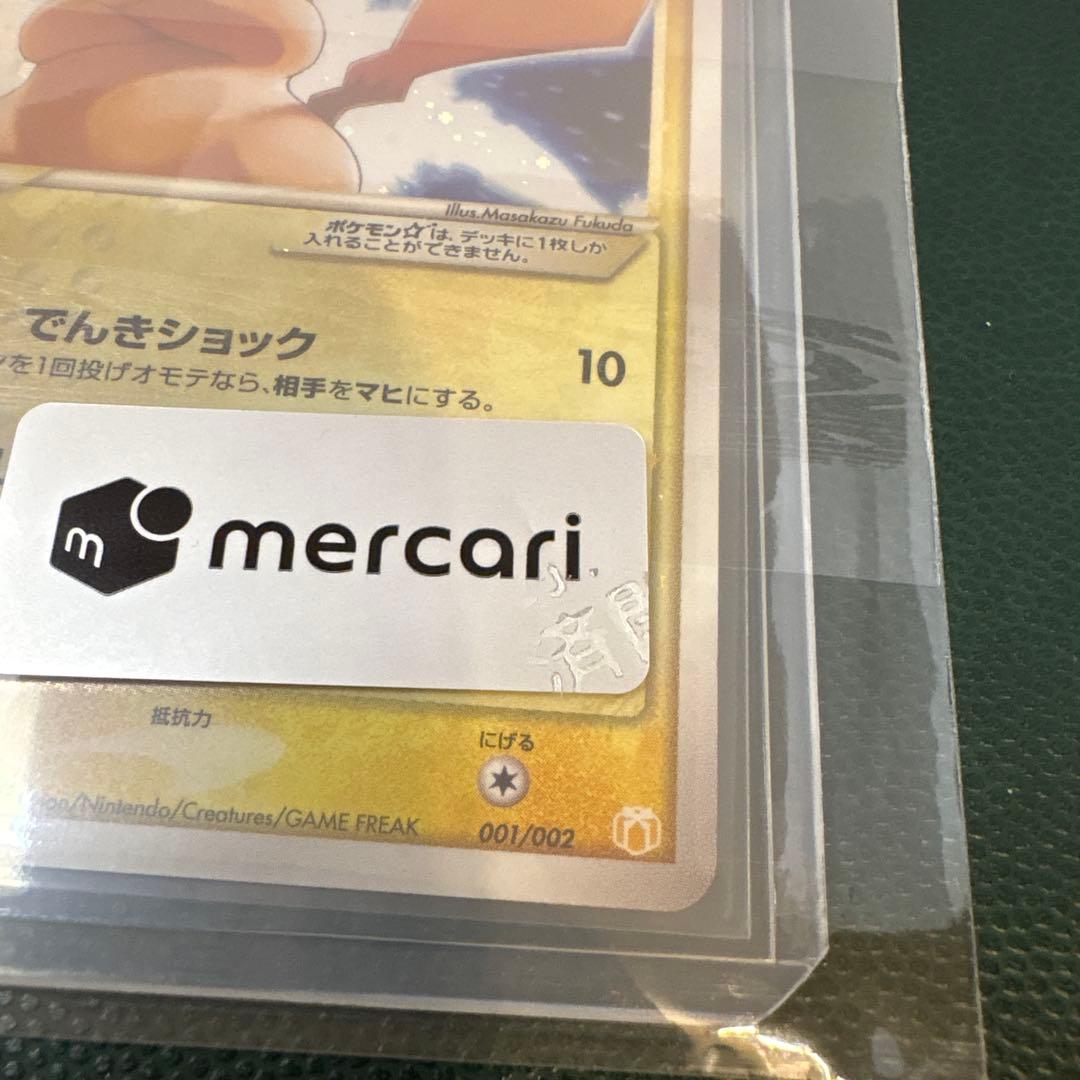 Illus.Masakazu Fukuda
ポケモン☆は、デッキに1枚しか
入れることができません。
でんきショック 10
を1回投げオモテなら、相手をマヒにする。
m mercari
済
抵抗力
にげる
/Nintendo/Creatures/GAME FREAK
001/002